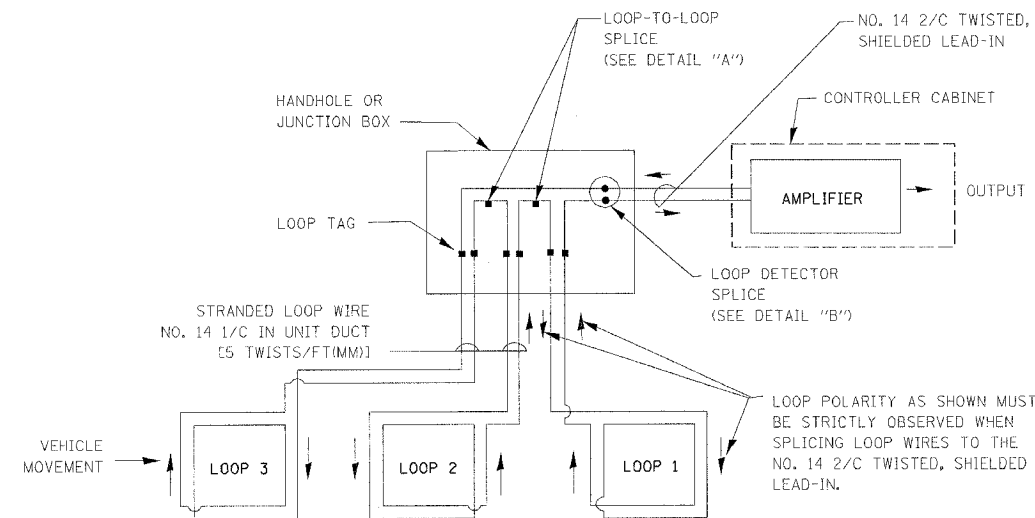 LOOP-TO-LOOP
SPLICE
(SEE DETAIL "A")
NO. 14 2/C TWISTED,
SHIELDED LEAD-IN
HANDHOLE OR
JUNCTION BOX
CONTROLLER CABINET
AMPLIFIER
OUTPUT
LOOP TAG
LOOP DETECTOR
SPLICE
(SEE DETAIL "B")
STRANDED LOOP WIRE
NO. 14 1/C IN UNIT DUCT
[5 TWISTS/FT(MM)]
LOOP POLARITY AS SHOWN MUST
BE STRICTLY OBSERVED WHEN
SPLICING LOOP WIRES TO THE
NO. 14 2/C TWISTED, SHIELDED
LEAD-IN.
VEHICLE
MOVEMENT
LOOP 3
LOOP 2
LOOP 1